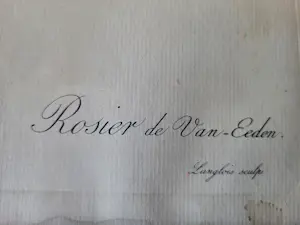 Rosier de Van-Eeden.
Langlois sculp